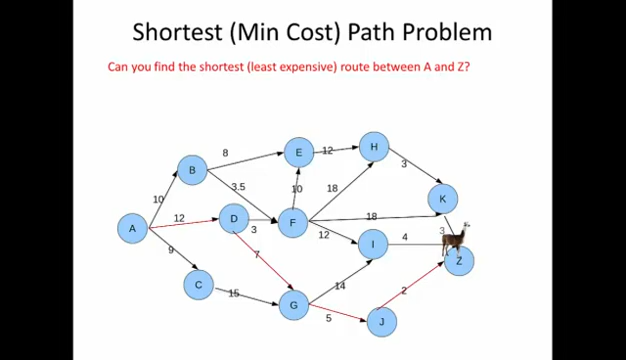 Shortest (Min Cost) Path Problem
Can you find the shortest (least expensive) route between A and Z?
8
E
12
H
B
3
3.5
10
18
K
10
12
D
18
A
3
F
12
3
9
7
I
4
Z
C
15
14
G
2
5
J